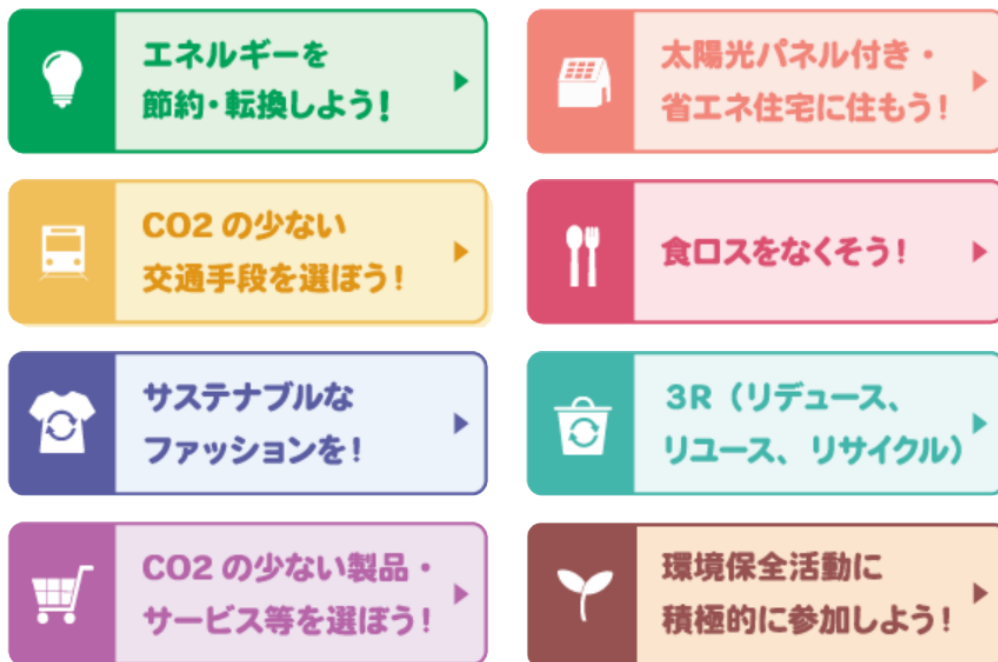 エネルギーを
節約・転換しよう!
太陽光パネル付き・
省エネ住宅に住もう!
CO2 の少ない
交通手段を選ぼう!
食ロスをなくそう!
サステナブルな
ファッションを!
3R(リデュース、
リユース、リサイクル)
CO2 の少ない製品・
サービス等を選ぼう!
環境保全活動に
積極的に参加しよう!